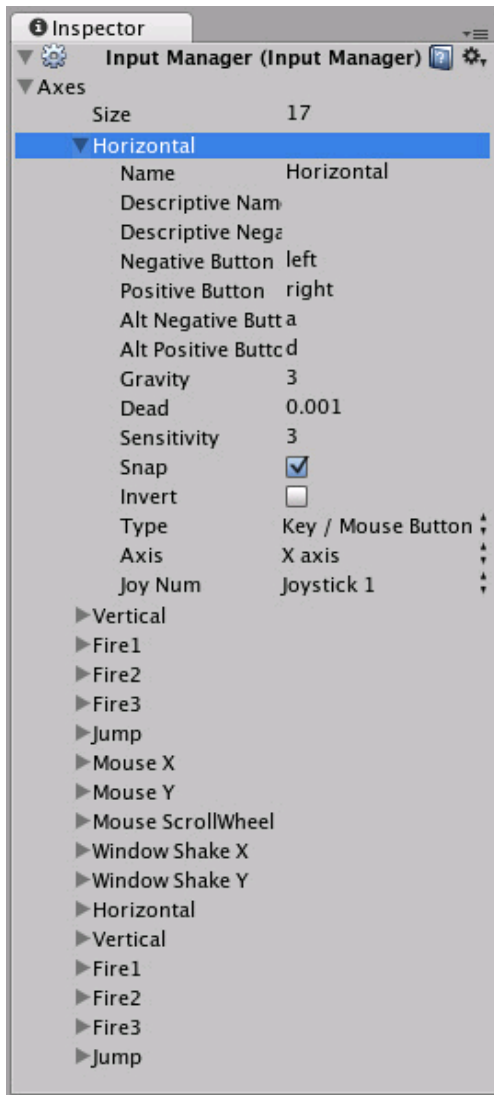 Inspector
Input Manager (Input Manager)
Axes
Size 17
Horizontal
Name Horizontal
Descriptive Nam
Descriptive Nega
Negative Button left
Positive Button right
Alt Negative Butt a
Alt Positive Butto d
Gravity 3
Dead 0.001
Sensitivity 3
Snap
Invert
Type Key / Mouse Button
Axis X axis
Joy Num Joystick 1
Vertical
Fire1
Fire2
Fire3
Jump
Mouse X
Mouse Y
Mouse ScrollWheel
Window Shake X
Window Shake Y
Horizontal
Vertical
Fire1
Fire2
Fire3
Jump